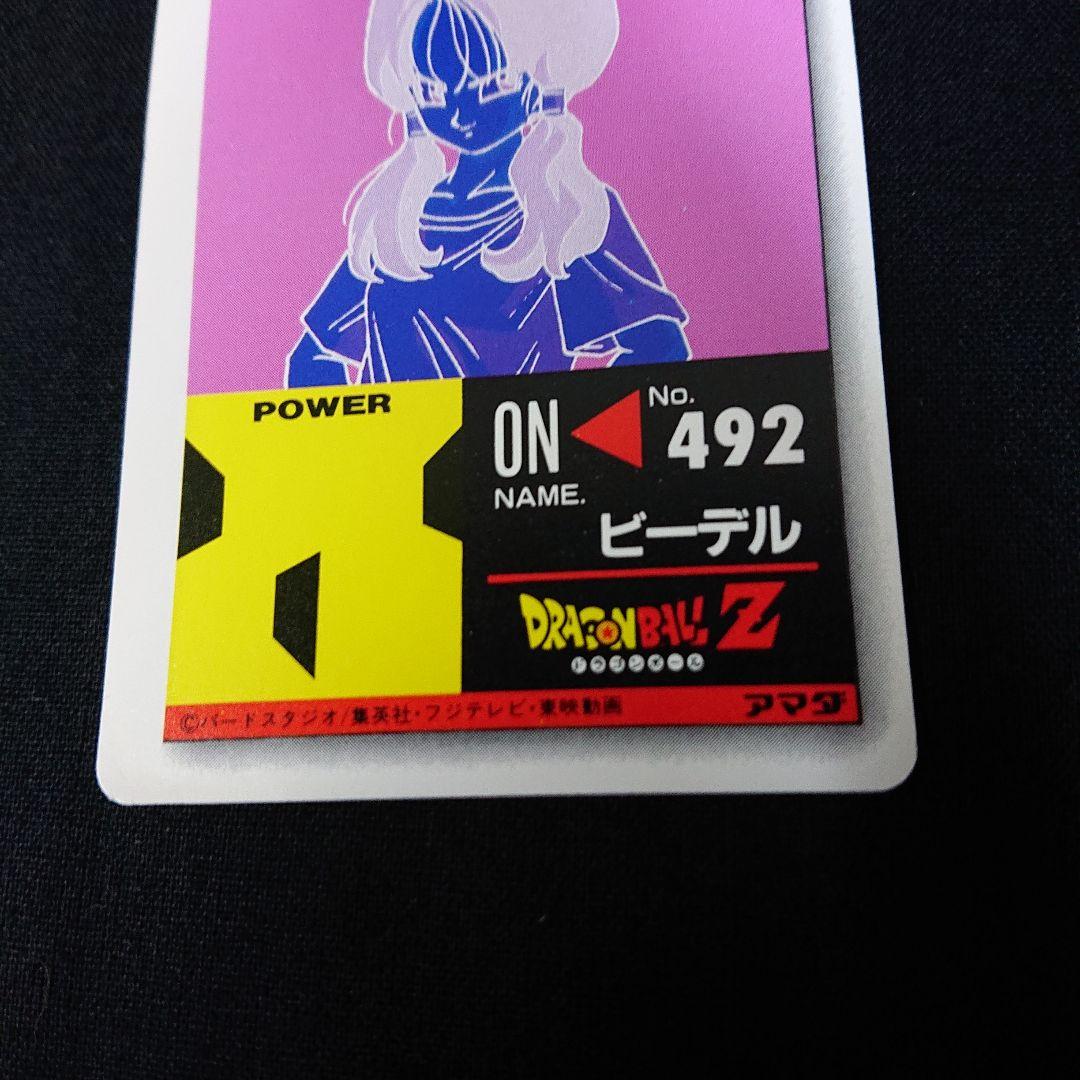 POWER
ON
No.
492
NAME.
ビーデル
DRAGONBALL Z
ドラゴンボール
©バードスタジオ/集英社・フジテレビ・東映動画
アマダ